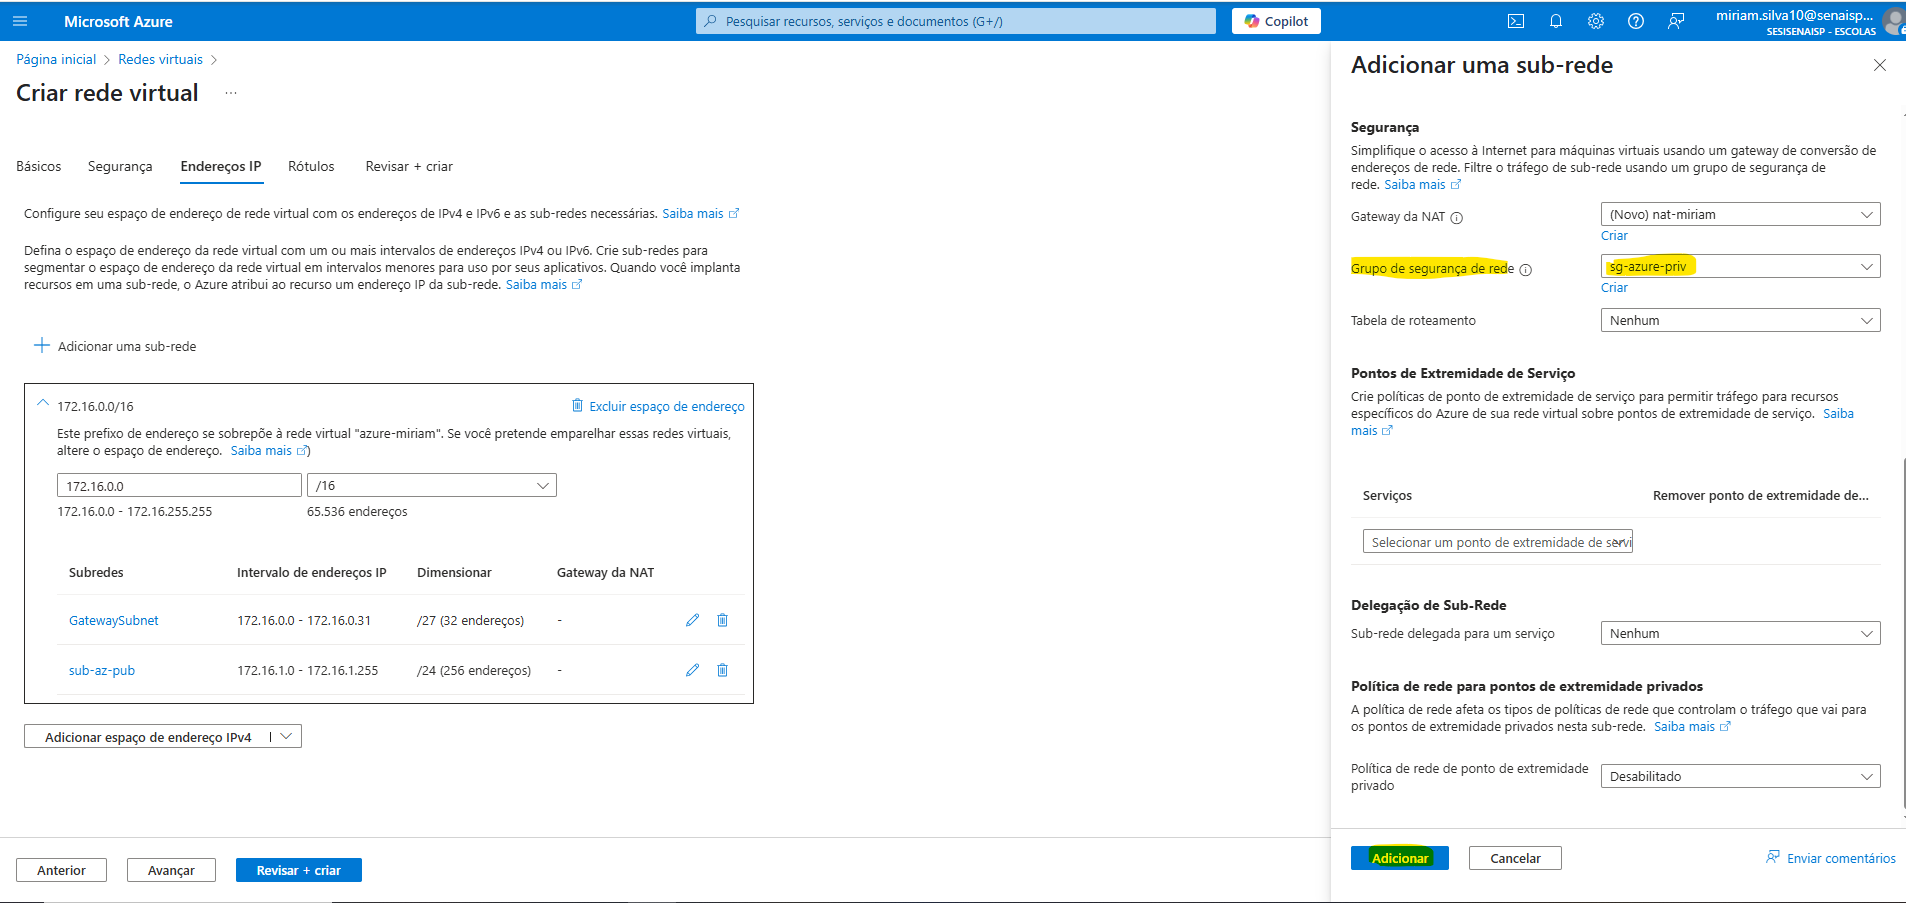 Microsoft Azure
Pesquisar recursos, serviços e documentos (G+/)
Copilot
miriam.silva10@senaisp...
SESISENAISP - ESCOLAS
Página inicial > Redes virtuais >
Criar rede virtual ...
Básicos
Segurança
Endereços IP
Rótulos
Revisar + criar
Configure seu espaço de endereço de rede virtual com os endereços de IPv4 e IPv6 e as sub-redes necessárias. Saiba mais
Defina o espaço de endereço da rede virtual com um ou mais intervalos de endereços IPv4 ou IPv6. Crie sub-redes para
segmentar o espaço de endereço da rede virtual em intervalos menores para uso por seus aplicativos. Quando você implanta
recursos em uma sub-rede, o Azure atribui ao recurso um endereço IP da sub-rede. Saiba mais
Adicionar uma sub-rede
172.16.0.0/16
Excluir espaço de endereço
Este prefixo de endereço se sobrepõe à rede virtual "azure-miriam". Se você pretende emparelhar essas redes virtuais,
altere o espaço de endereço. Saiba mais )
172.16.0.0
/16
172.16.0.0 - 172.16.255.255
65.536 endereços
Subredes
Intervalo de endereços IP
Dimensionar
Gateway da NAT
GatewaySubnet
172.16.0.0 - 172.16.0.31
/27 (32 endereços)
-
sub-az-pub
172.16.1.0 - 172.16.1.255
/24 (256 endereços)
-
Adicionar espaço de endereço IPv4 |
Anterior
Avançar
Revisar + criar
Adicionar uma sub-rede
Segurança
Simplifique o acesso à Internet para máquinas virtuais usando um gateway de conversão de
endereços de rede. Filtre o tráfego de sub-rede usando um grupo de segurança de
rede. Saiba mais
Gateway da NAT
(Novo) nat-miriam
Criar
Grupo de segurança de rede
sg-azure-priv
Criar
Tabela de roteamento
Nenhum
Pontos de Extremidade de Serviço
Crie políticas de ponto de extremidade de serviço para permitir tráfego para recursos
específicos do Azure de sua rede virtual sobre pontos de extremidade de serviço. Saiba
mais
Serviços
Remover ponto de extremidade de...
Selecionar um ponto de extremidade de servi
Delegação de Sub-Rede
Sub-rede delegada para um serviço
Nenhum
Política de rede para pontos de extremidade privados
A política de rede afeta os tipos de políticas de rede que controlam o tráfego que vai para
os pontos de extremidade privados nesta sub-rede. Saiba mais
Política de rede de ponto de extremidade
privado
Desabilitado
Adicionar
Cancelar
Enviar comentários